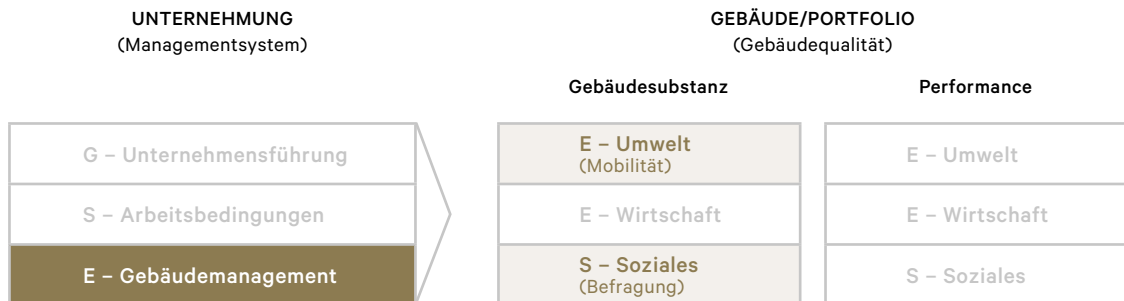 UNTERNEHMUNG
(Managementsystem)
GEBÄUDE/PORTFOLIO
(Gebäudequalität)
Gebäudesubstanz
Performance
G – Unternehmensführung
S – Arbeitsbedingungen
E – Gebäudemanagement
E – Umwelt
(Mobilität)
E – Wirtschaft
S – Soziales
(Befragung)
E – Umwelt
E – Wirtschaft
S – Soziales